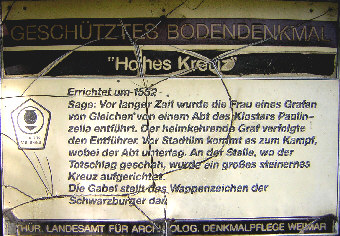 GESCHÜTZTES BODENDENKMAL
"Hohes Kreuz"
Errichtet um 1552
Sage: Vor langer Zeit wurde die Frau eines Grafen
von Gleichen von einem Abt des Klosters Paulin-
zella entführt. Der heimkehrende Graf verfolgte
den Entführer. Vor Stadtilm kommt es zum Kampf,
wobei der Abt unterlag. An der Stelle, wo der
Totschlag geschah, wurde ein großes steinernes
Kreuz aufgerichtet.
Die Gabel stellt das Wappenzeichen der
Schwarzburger dar.
THÜR. LANDESAMT FÜR ARCHÄOLOG. DENKMALPFLEGE WEIMAR